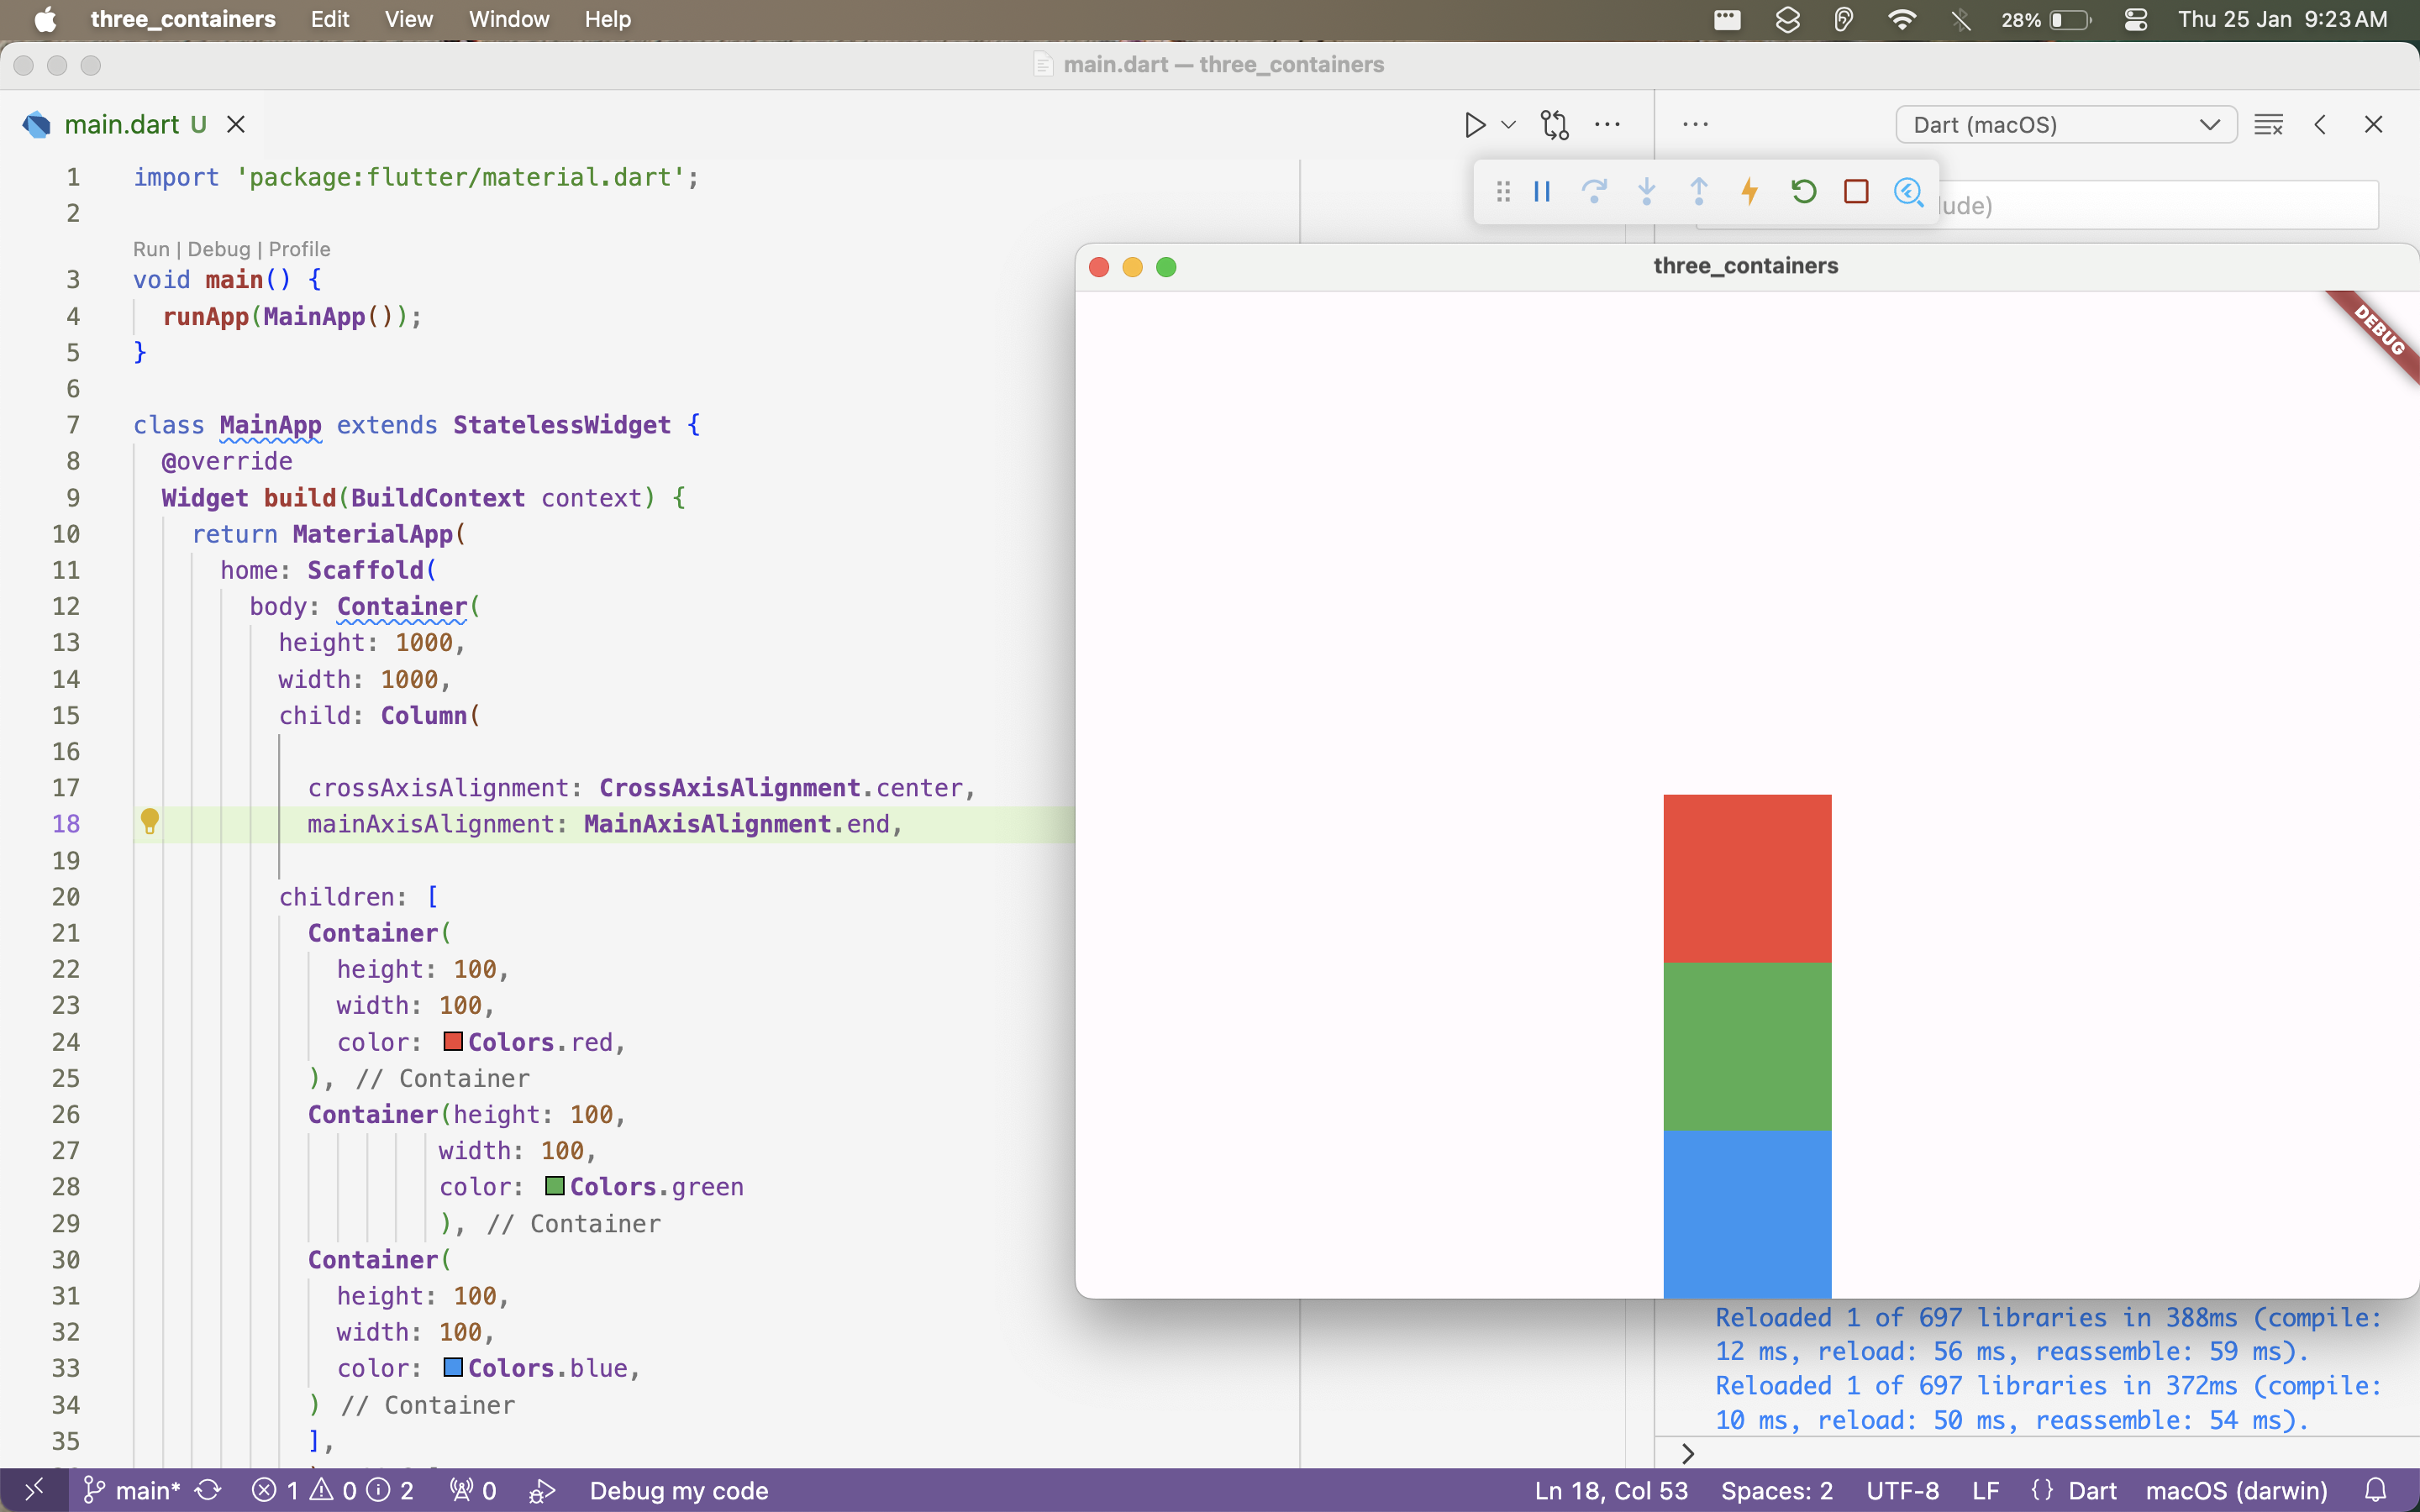 three_containers Edit View Window Help 28% Thu 25 Jan 9:23 AM
main.dart — three_containers
main.dart U
Dart (macOS)
lude)
1 import 'package:flutter/material.dart';
2
Run | Debug | Profile
3 void main() {
4 runApp(MainApp());
5 }
6
7 class MainApp extends StatelessWidget {
8 @override
9 Widget build(BuildContext context) {
10 return MaterialApp(
11 home: Scaffold(
12 body: Container(
13 height: 1000,
14 width: 1000,
15 child: Column(
16
17 crossAxisAlignment: CrossAxisAlignment.center,
18 mainAxisAlignment: MainAxisAlignment.end,
19
20 children: [
21 Container(
22 height: 100,
23 width: 100,
24 color: Colors.red,
25 ), // Container
26 Container(height: 100,
27 width: 100,
28 color: Colors.green
29 ), // Container
30 Container(
31 height: 100,
32 width: 100,
33 color: Colors.blue,
34 ) // Container
35 ],
three_containers
DEBUG
Reloaded 1 of 697 libraries in 388ms (compile:
12 ms, reload: 56 ms, reassemble: 59 ms).
Reloaded 1 of 697 libraries in 372ms (compile:
10 ms, reload: 50 ms, reassemble: 54 ms).
main* 1 0 2 0 Debug my code Ln 18, Col 53 Spaces: 2 UTF-8 LF {} Dart macOS (darwin)